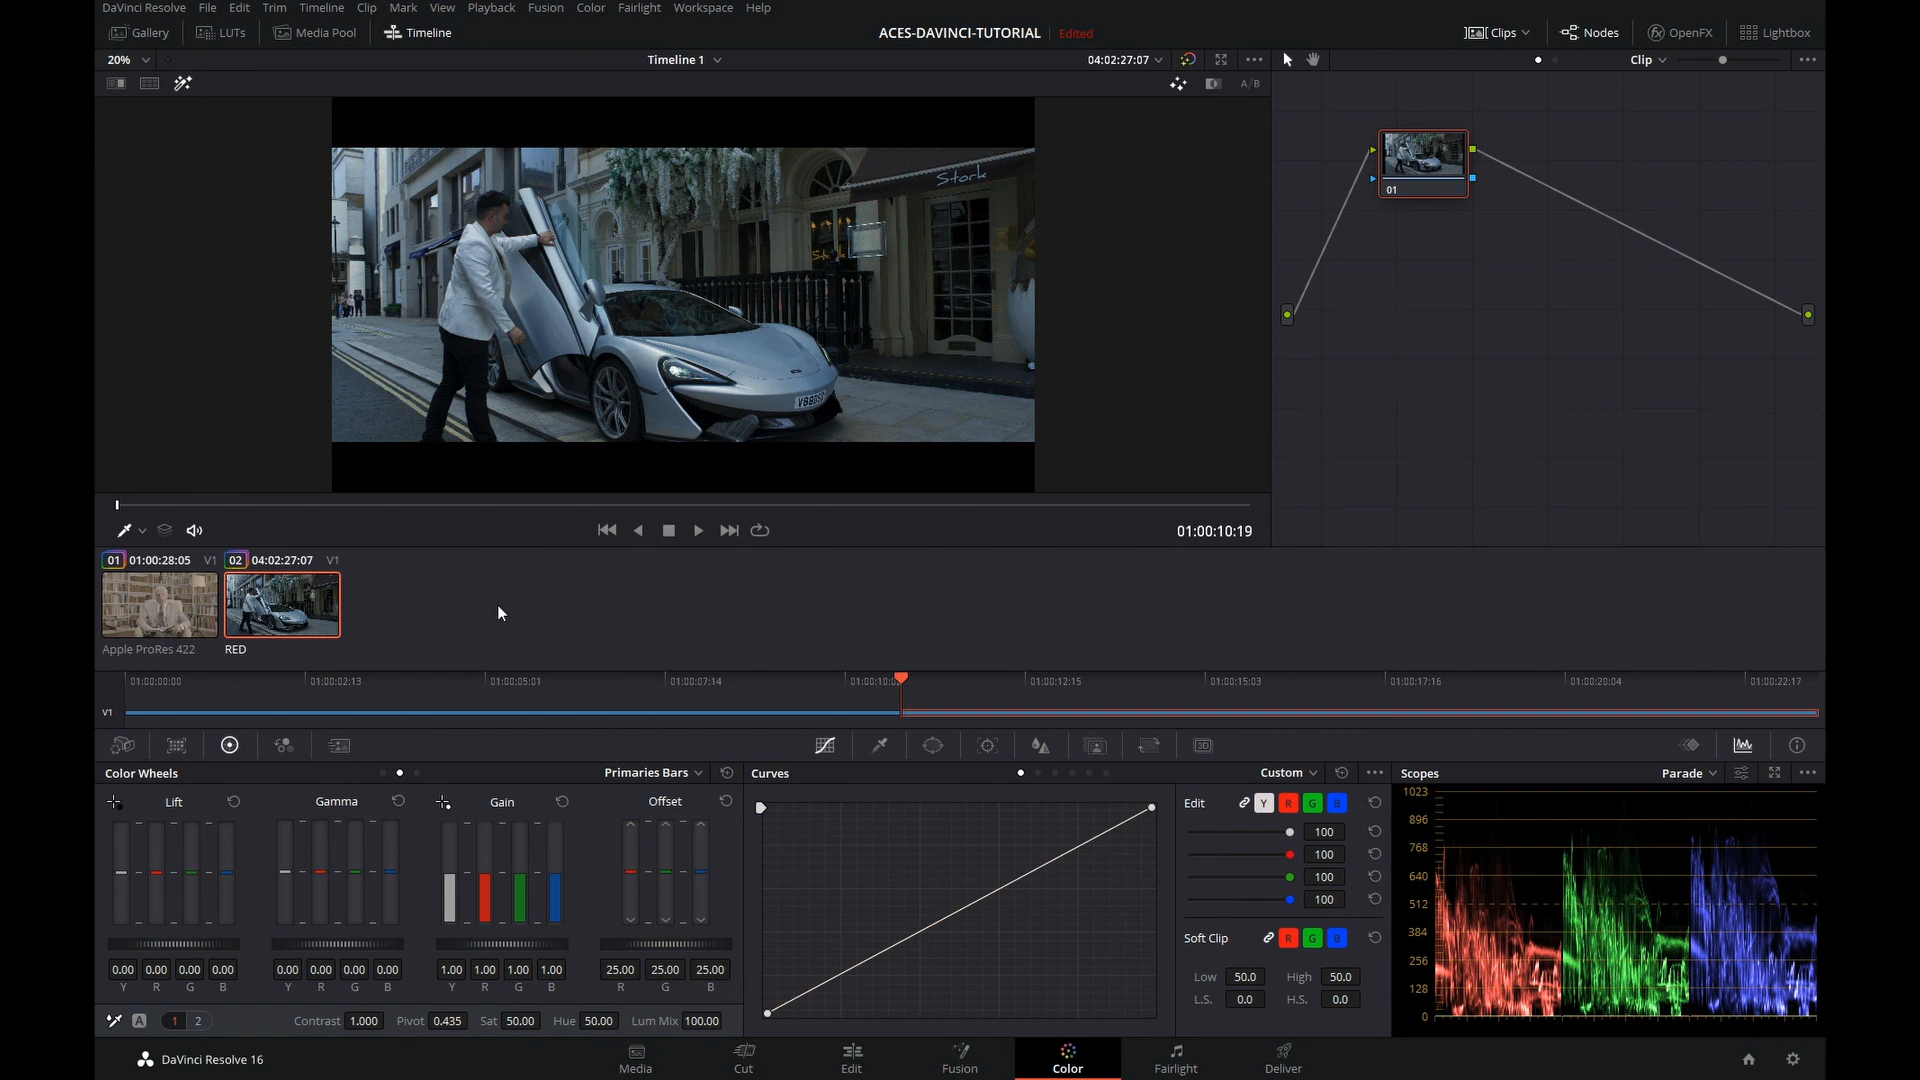 DaVinci Resolve File Edit Trim Timeline Clip Mark View Playback Fusion Color Fairlight Workspace Help
Gallery LUTs Media Pool Timeline ACES-DAVINCI-TUTORIAL Edited Clips Nodes OpenFX Lightbox
20% Timeline 1 04:02:27:07 Clip
A/B
Stork
V88DSC
01
01:00:10:19
01 01:00:28:05 V1 02 04:02:27:07 V1
Apple ProRes 422 RED
01:00:00:00 01:00:02:13 01:00:05:01 01:00:07:14 01:00:10:0 01:00:12:15 01:00:15:03 01:00:17:16 01:00:20:04 01:00:22:17
V1
3D
Color Wheels Primaries Bars Curves Custom Scopes Parade
Lift Gamma Gain Offset
Edit Y R G B
100
100
100
100
Soft Clip R G B
Low 50.0 High 50.0
L.S. 0.0 H.S. 0.0
1023
896
768
640
512
384
256
128
0
0.00 0.00 0.00 0.00 0.00 0.00 0.00 0.00 1.00 1.00 1.00 1.00 25.00 25.00 25.00
Y R G B Y R G B Y R G B R G B
A 1 2 Contrast 1.000 Pivot 0.435 Sat 50.00 Hue 50.00 Lum Mix 100.00
DaVinci Resolve 16 Media Cut Edit Fusion Color Fairlight Deliver